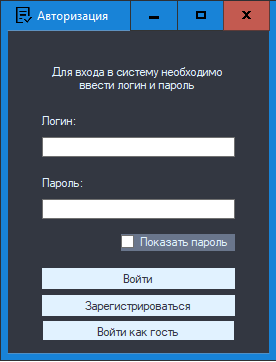 Авторизация
Для входа в систему необходимо
ввести логин и пароль
Логин:
Пароль:
Показать пароль
Войти
Зарегистрироваться
Войти как гость